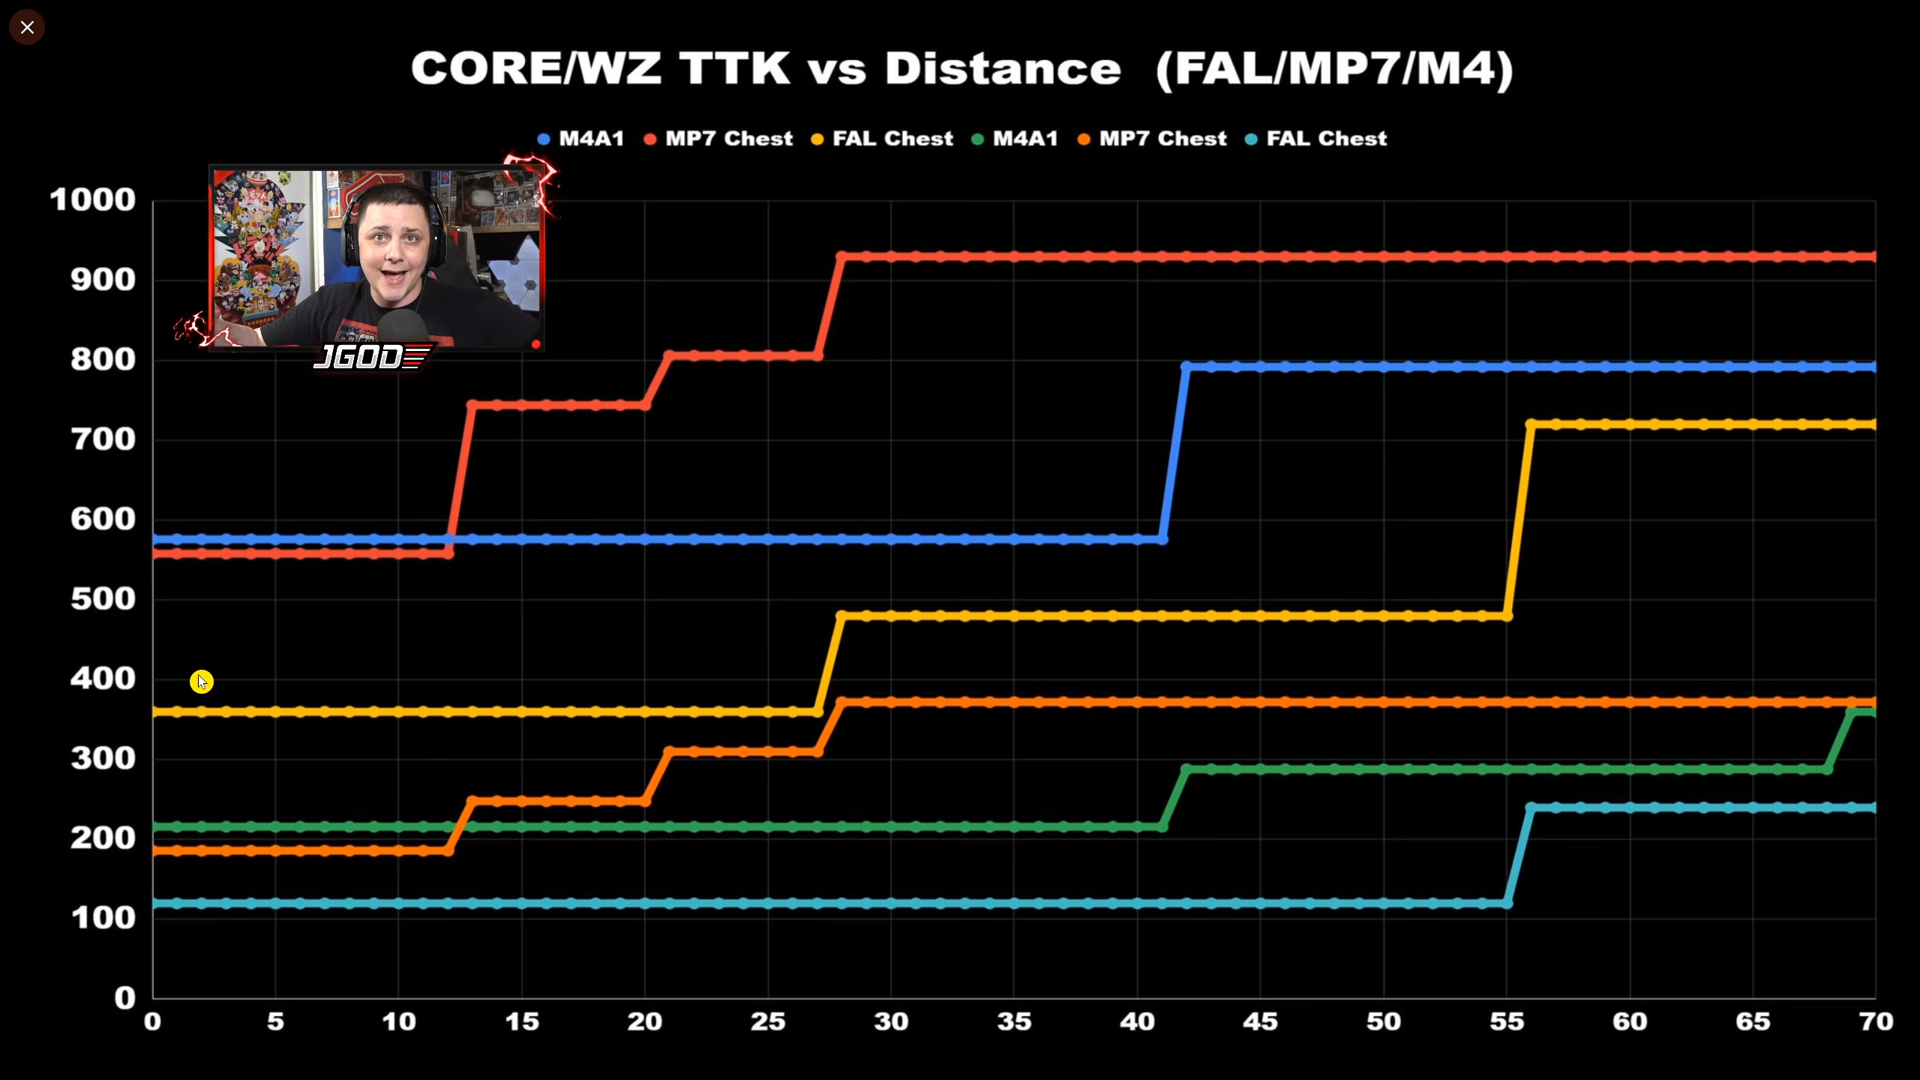 CORE/WZ TTK vs Distance (FAL/MP7/M4)
M4A1 MP7 Chest FAL Chest M4A1 MP7 Chest FAL Chest
1000
900
800
700
600
500
400
300
200
100
0
JGOD
0 5 10 15 20 25 30 35 40 45 50 55 60 65 70